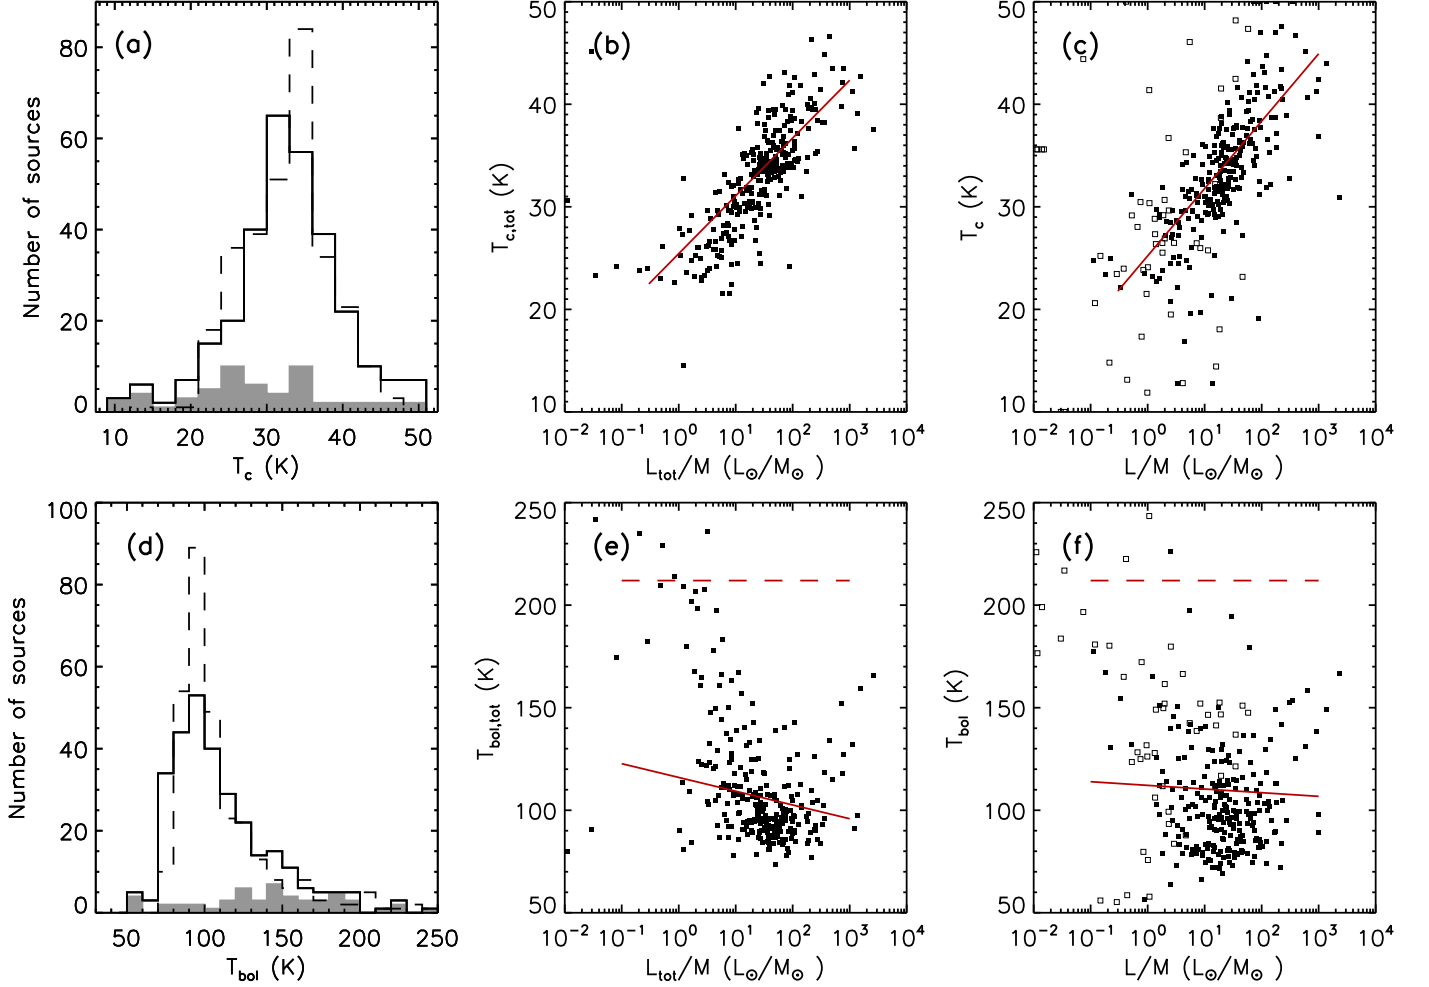 (a)
Number of sources
80
60
40
20
0
10 20 30 40 50
T_c (K)
(b)
T_c,tot (K)
50
40
30
20
10
10^-2 10^-1 10^0 10^1 10^2 10^3 10^4
L_tot/M (L_⊙/M_⊙ )
(c)
T_c (K)
50
40
30
20
10
10^-2 10^-1 10^0 10^1 10^2 10^3 10^4
L/M (L_⊙/M_⊙ )
(d)
Number of sources
100
80
60
40
20
0
50 100 150 200 250
T_bol (K)
(e)
T_bol,tot (K)
250
200
150
100
50
10^-2 10^-1 10^0 10^1 10^2 10^3 10^4
L_tot/M (L_⊙/M_⊙ )
(f)
T_bol (K)
250
200
150
100
50
10^-2 10^-1 10^0 10^1 10^2 10^3 10^4
L/M (L_⊙/M_⊙ )